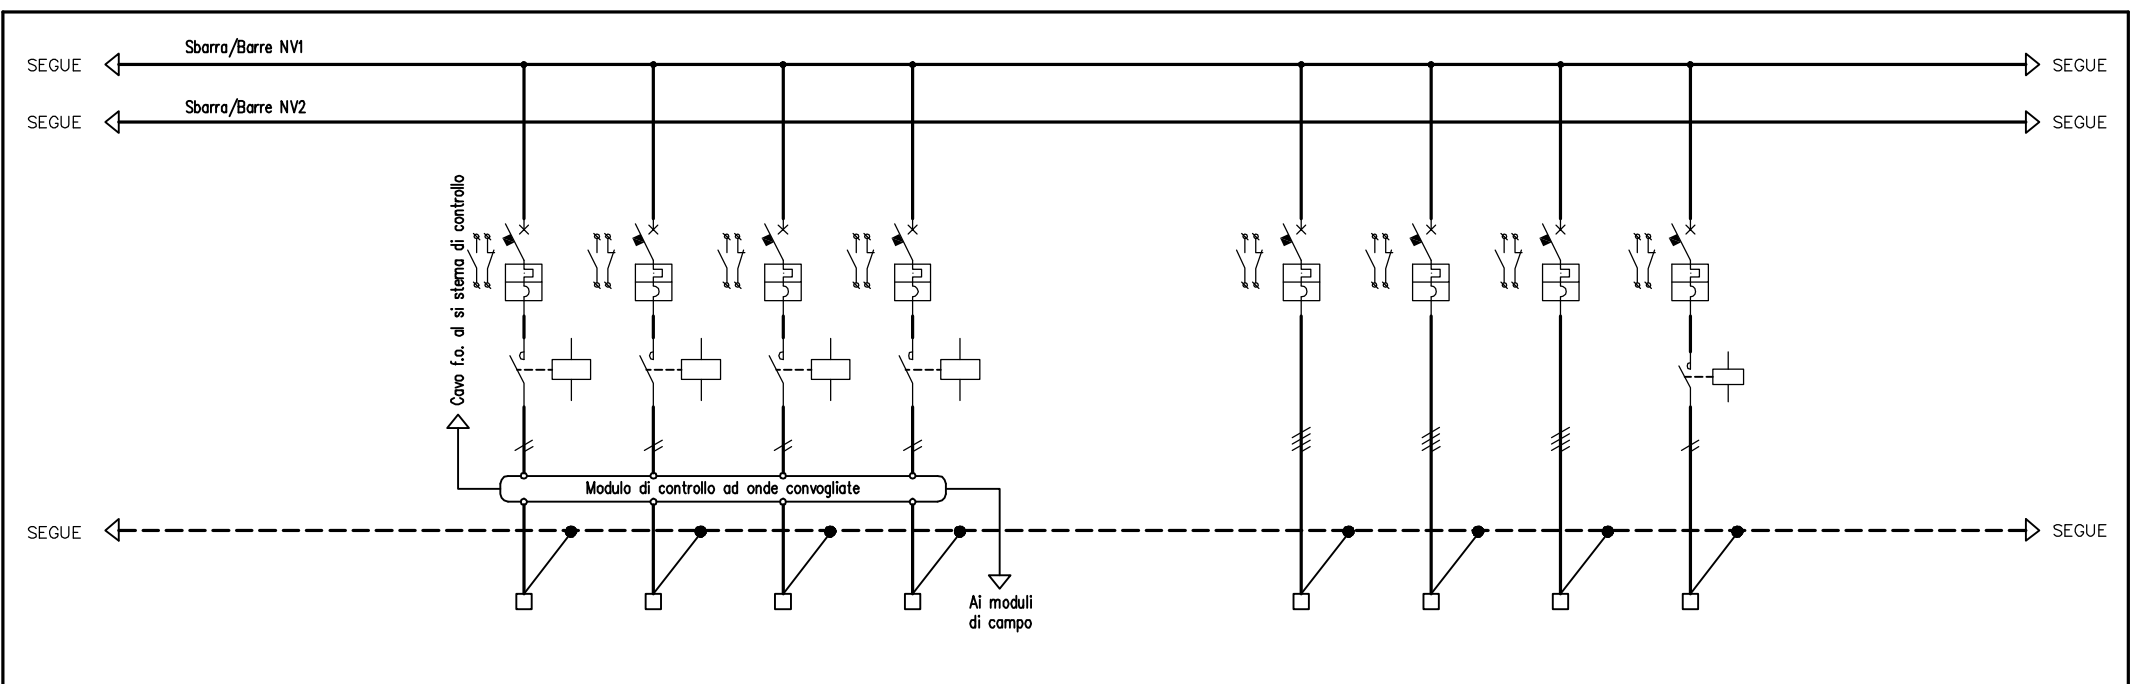 Sbarra/Barre NV1
SEGUE
SEGUE
Sbarra/Barre NV2
SEGUE
SEGUE
Cavo f.o. al si stema di controllo
Modulo di controllo ad onde convogliate
SEGUE
SEGUE
Ai moduli
di campo